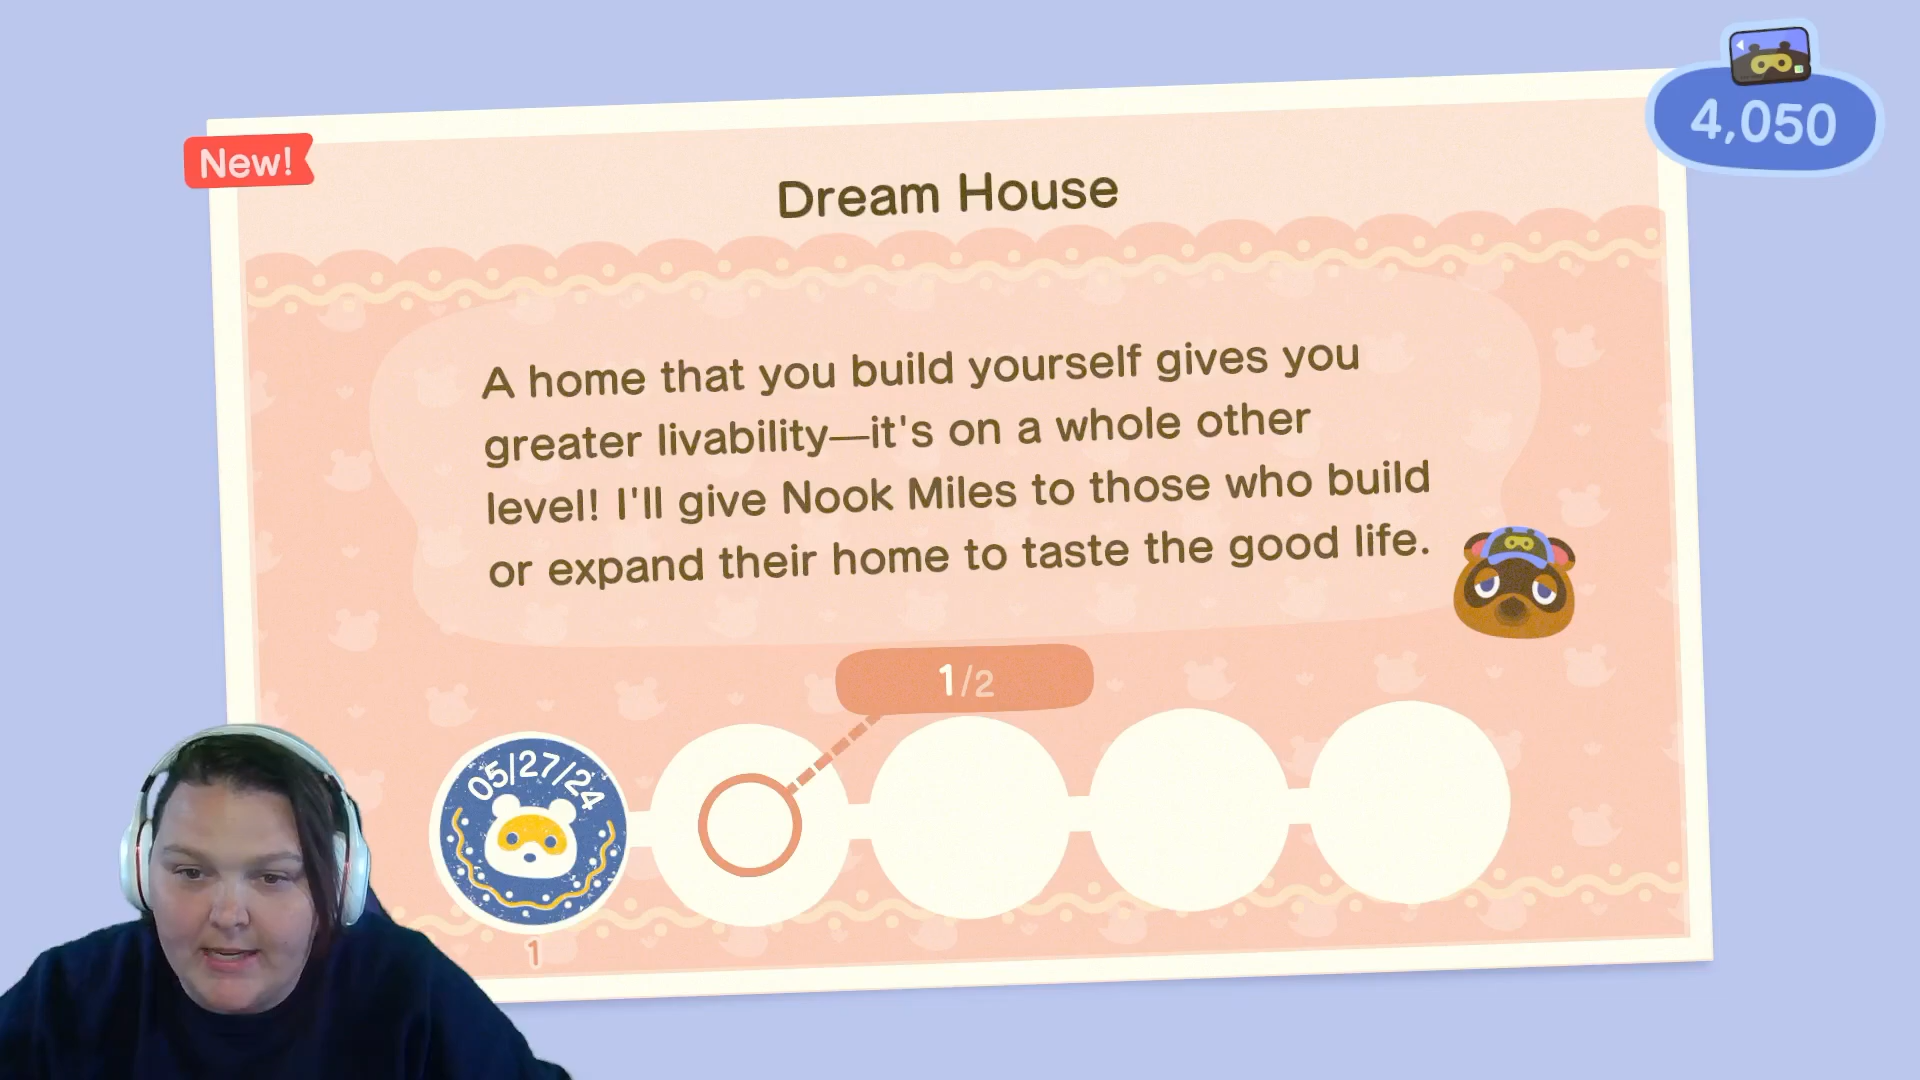 4,050
New!
Dream House
A home that you build yourself gives you
greater livability—it's on a whole other
level! I'll give Nook Miles to those who build
or expand their home to taste the good life.
1/2
05/27/24
1